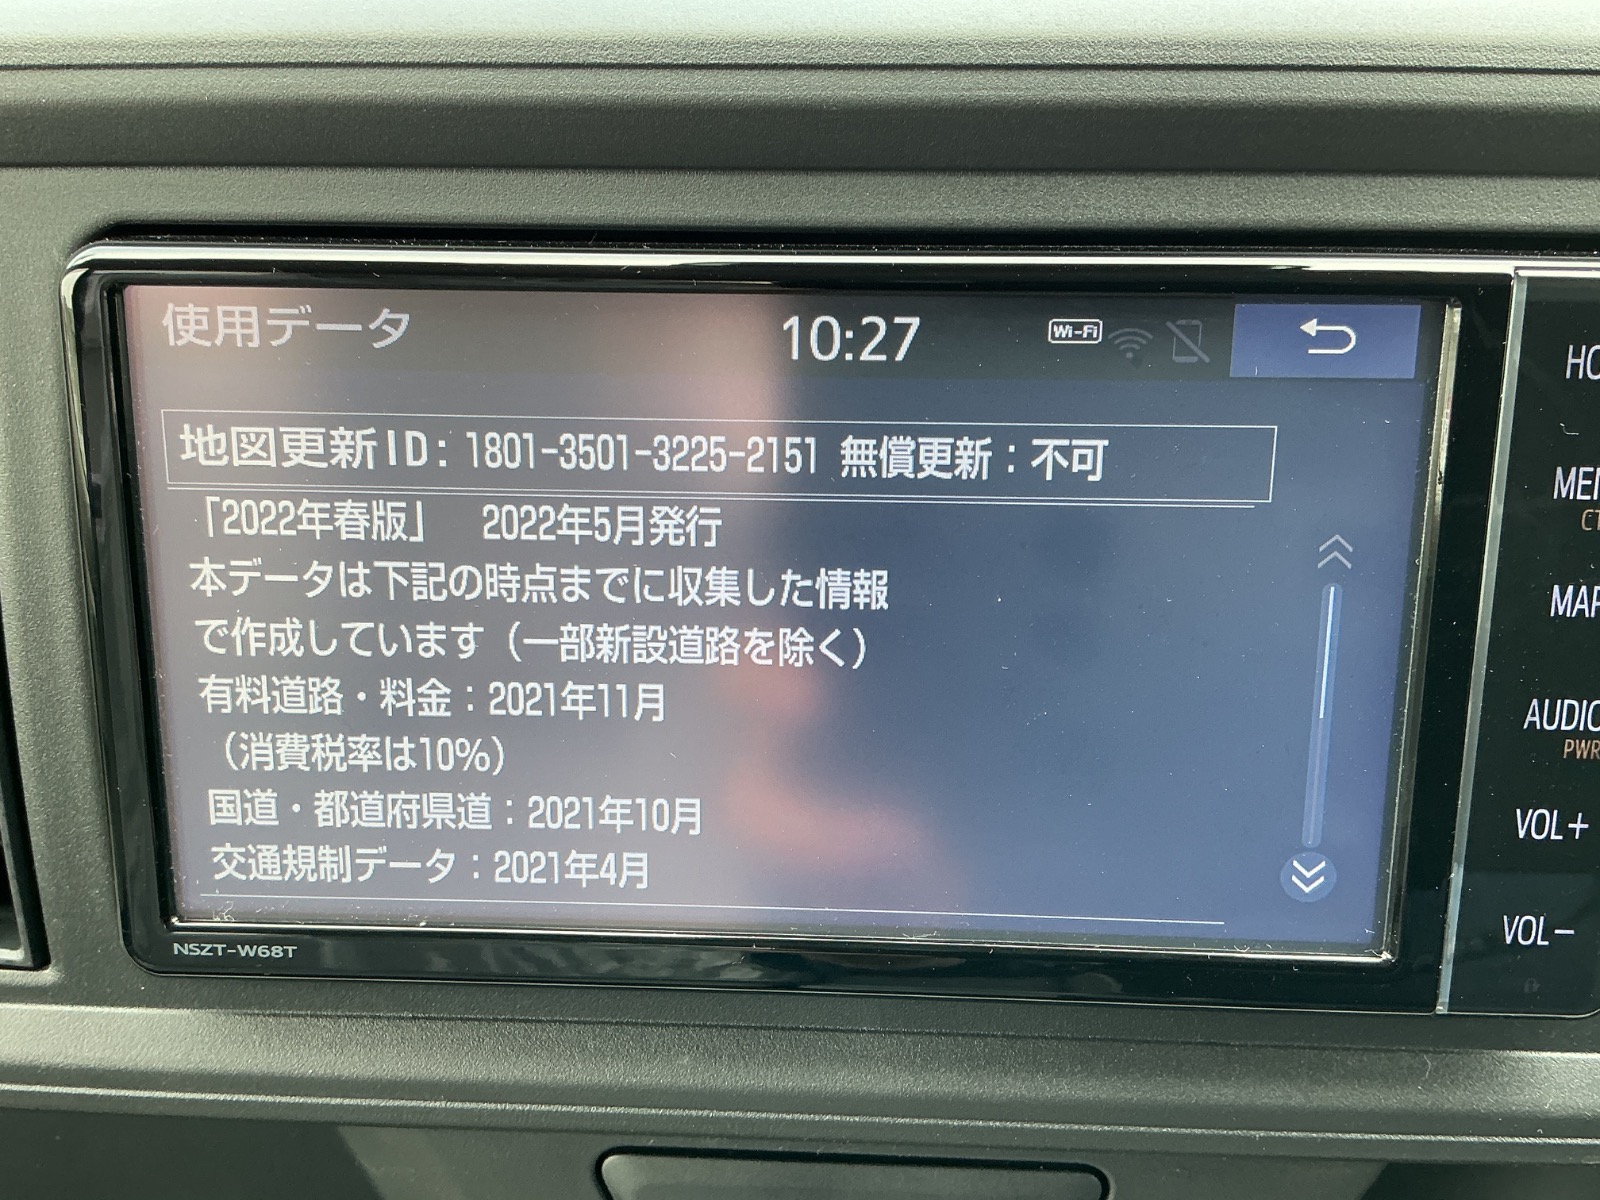 使用データ 10:27 Wi-Fi
地図更新ID：1801-3501-3225-2151 無償更新：不可
「2022年春版」 2022年5月発行
本データは下記の時点までに収集した情報
で作成しています（一部新設道路を除く）
有料道路・料金：2021年11月
（消費税率は10%）
国道・都道府県道：2021年10月
交通規制データ：2021年4月
NSZT-W68T
HO
MEN
CT
MAP
AUDIO
PWR
VOL+
VOL-